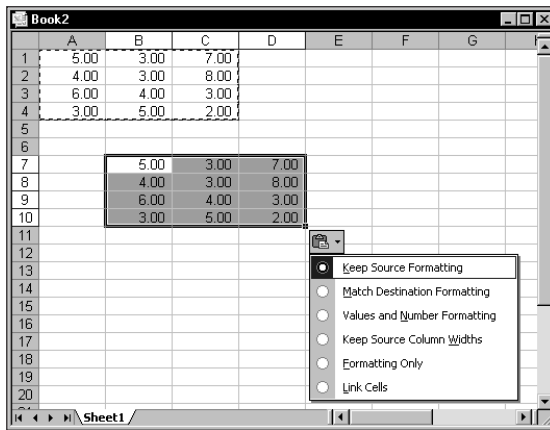 Book2
A B C D E F G
1 5.00 3.00 7.00
2 4.00 3.00 8.00
3 6.00 4.00 3.00
4 3.00 5.00 2.00
5
6
7 5.00 3.00 7.00
8 4.00 3.00 8.00
9 6.00 4.00 3.00
10 3.00 5.00 2.00
11
12
Keep Source Formatting
13
Match Destination Formatting
14
15
Values and Number Formatting
16
Keep Source Column Widths
17
18
Formatting Only
19
Link Cells
20
Sheet1